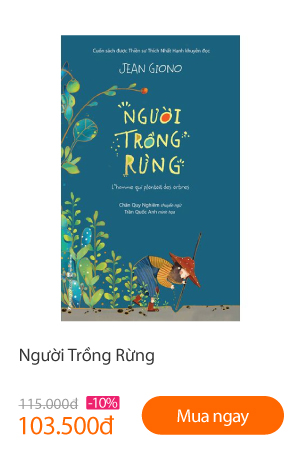 Cuốn sách được Thiền sư Thích Nhất Hạnh khuyên đọc
JEAN GIONO
NGƯỜI
TRỒNG
RỪNG
L'homme qui plantait des arbres
Chân Quy Nghiêm chuyển ngữ
Trần Quốc Anh minh họa
Người Trồng Rừng
115.000đ -10%
103.500đ
Mua ngay